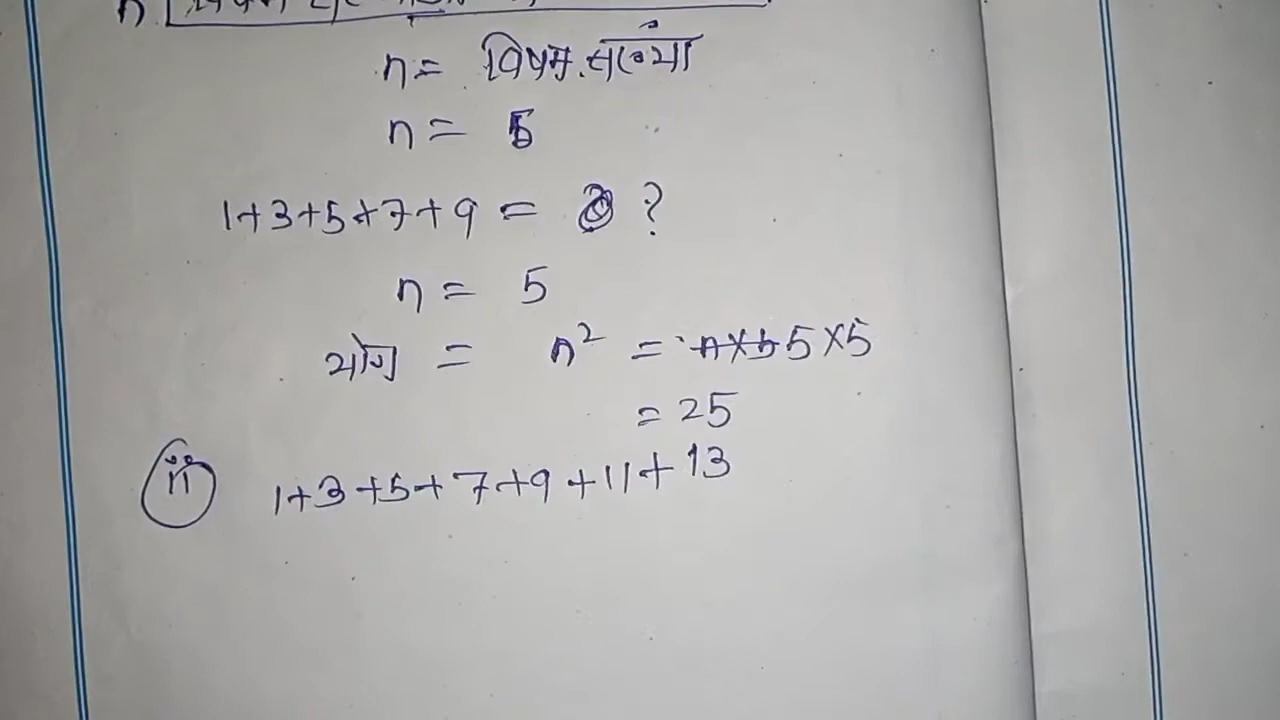 n = विषम संख्या
n = 5
1+3+5+7+9 = ?
n = 5
योग = n² = 5×5
= 25
ii 1+3+5+7+9+11+13